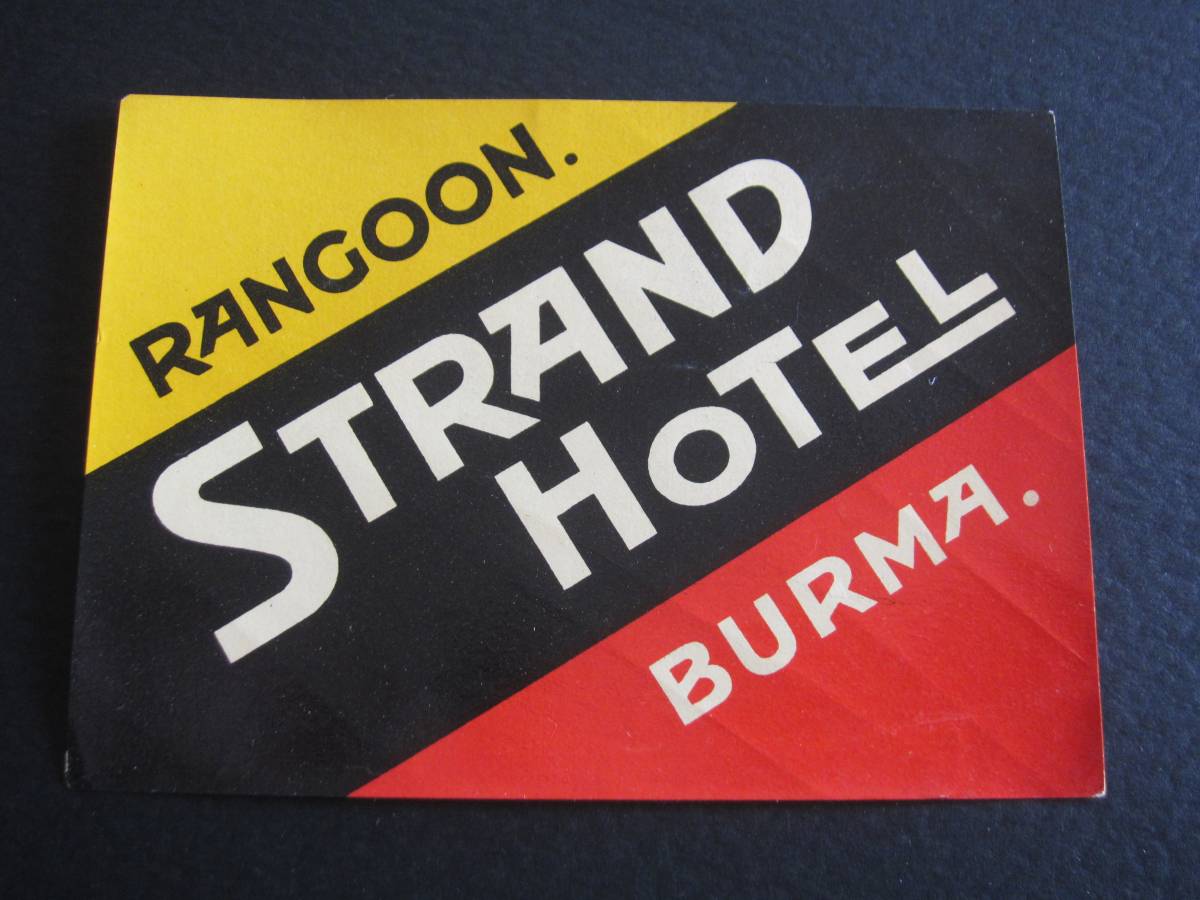 RANGOON.
STRAND
HOTEL
BURMA.